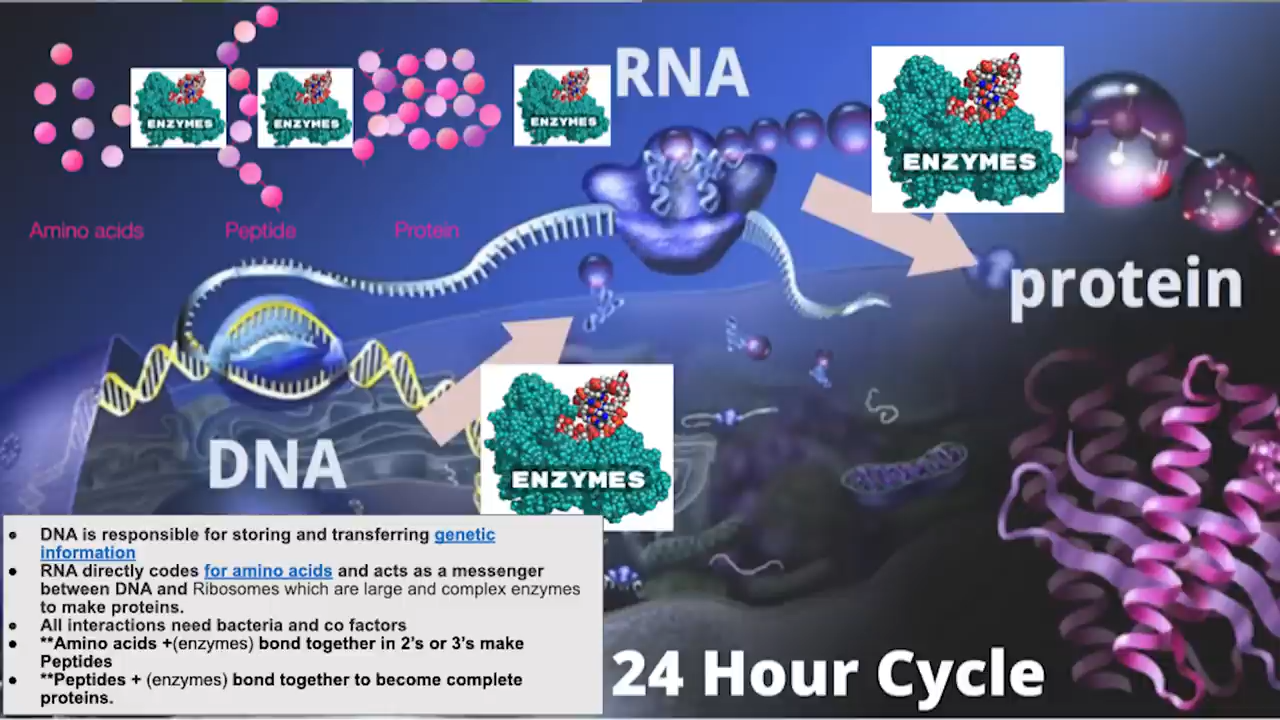 RNA
ENZYMES
ENZYMES
ENZYMES
ENZYMES
Amino acids
Peptide
Protein
protein
DNA
ENZYMES
● DNA is responsible for storing and transferring genetic
information
● RNA directly codes for amino acids and acts as a messenger
between DNA and Ribosomes which are large and complex enzymes
to make proteins.
● All interactions need bacteria and co factors
● **Amino acids +(enzymes) bond together in 2’s or 3’s make
Peptides
● **Peptides + (enzymes) bond together to become complete
proteins.
24 Hour Cycle